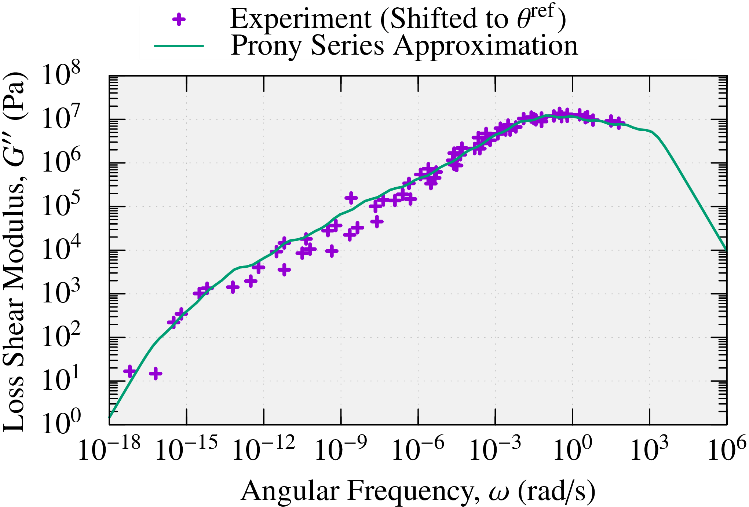 Experiment (Shifted to θ^ref)
Prony Series Approximation
Loss Shear Modulus, G″ (Pa)
10^8
10^7
10^6
10^5
10^4
10^3
10^2
10^1
10^0
10^−18 10^−15 10^−12 10^−9 10^−6 10^−3 10^0 10^3 10^6
Angular Frequency, ω (rad/s)